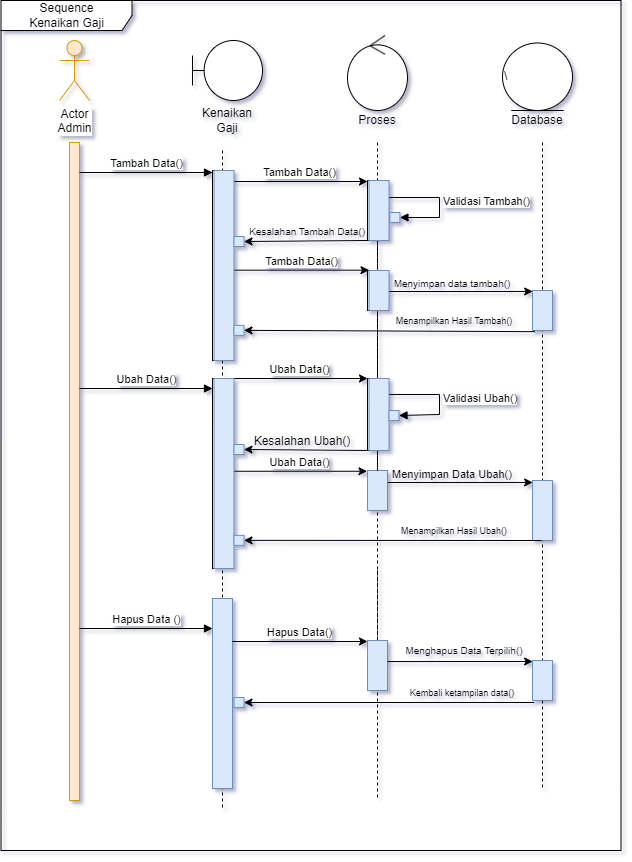 Sequence
Kenaikan Gaji
Actor
Admin
Kenaikan
Gaji
Proses
Database
Tambah Data()
Tambah Data()
Validasi Tambah()
Kesalahan Tambah Data()
Tambah Data()
Menyimpan data tambah()
Menampilkan Hasil Tambah()
Ubah Data()
Ubah Data()
Validasi Ubah()
Kesalahan Ubah()
Ubah Data()
Menyimpan Data Ubah()
Menampilkan Hasil Ubah()
Hapus Data ()
Hapus Data()
Menghapus Data Terpilih()
Kembali ketampilan data()